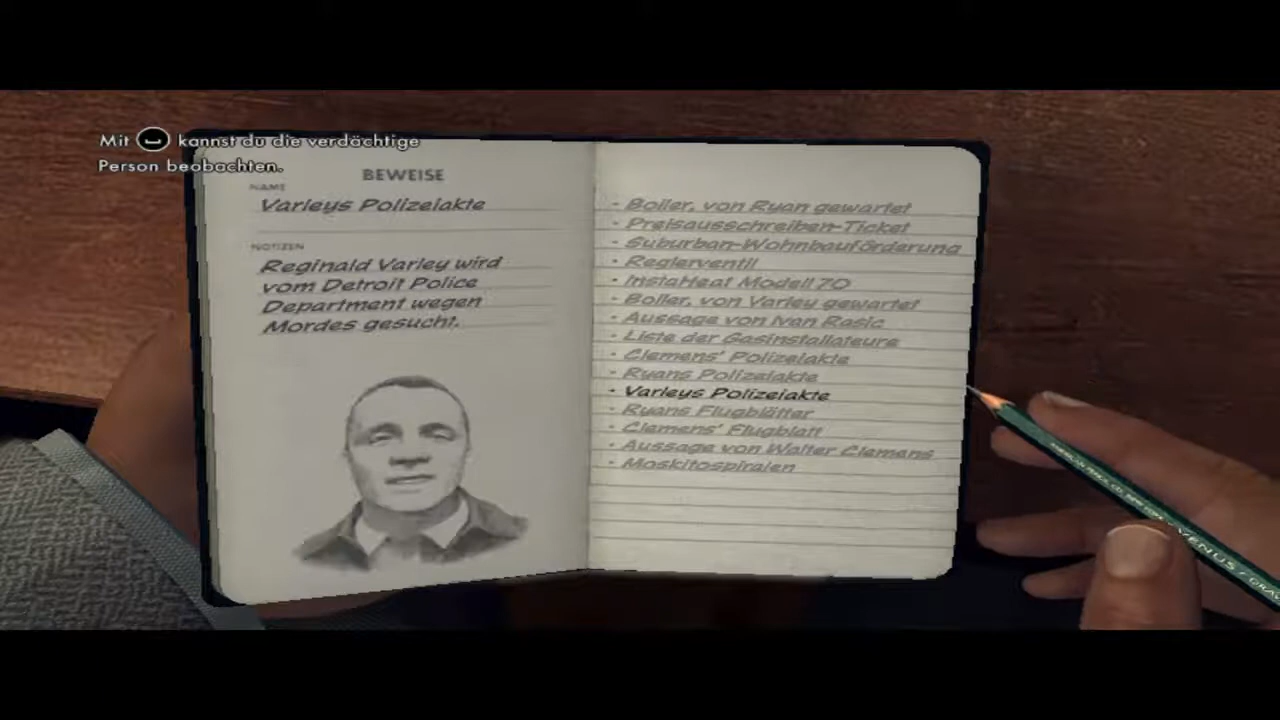 Mit kannst du die verdächtige
Person beobachten.
BEWEISE
NAME
Varleys Polizeiakte
NOTIZEN
Reginald Varley wird
vom Detroit Police
Department wegen
Mordes gesucht.
- Boiler, von Ryan gewartet
- Preisausschreiben-Ticket
- Suburban-Wohnbauförderung
- Reglerventil
- InstaHeat Modell 70
- Boiler, von Varley gewartet
- Aussage von Ivan Rasic
- Liste der Gasinstallateure
- Clemens' Polizeiakte
- Ryans Polizeiakte
- Varleys Polizeiakte
- Ryans Flugblätter
- Clemens' Flugblatt
- Aussage von Walter Clemens
- Moskitospiralen
VENUS